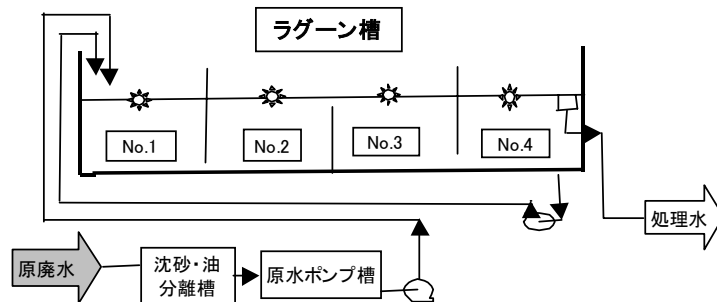 ラグーン槽
No.1
No.2
No.3
No.4
処理水
原廃水
沈砂・油
分離槽
原水ポンプ槽